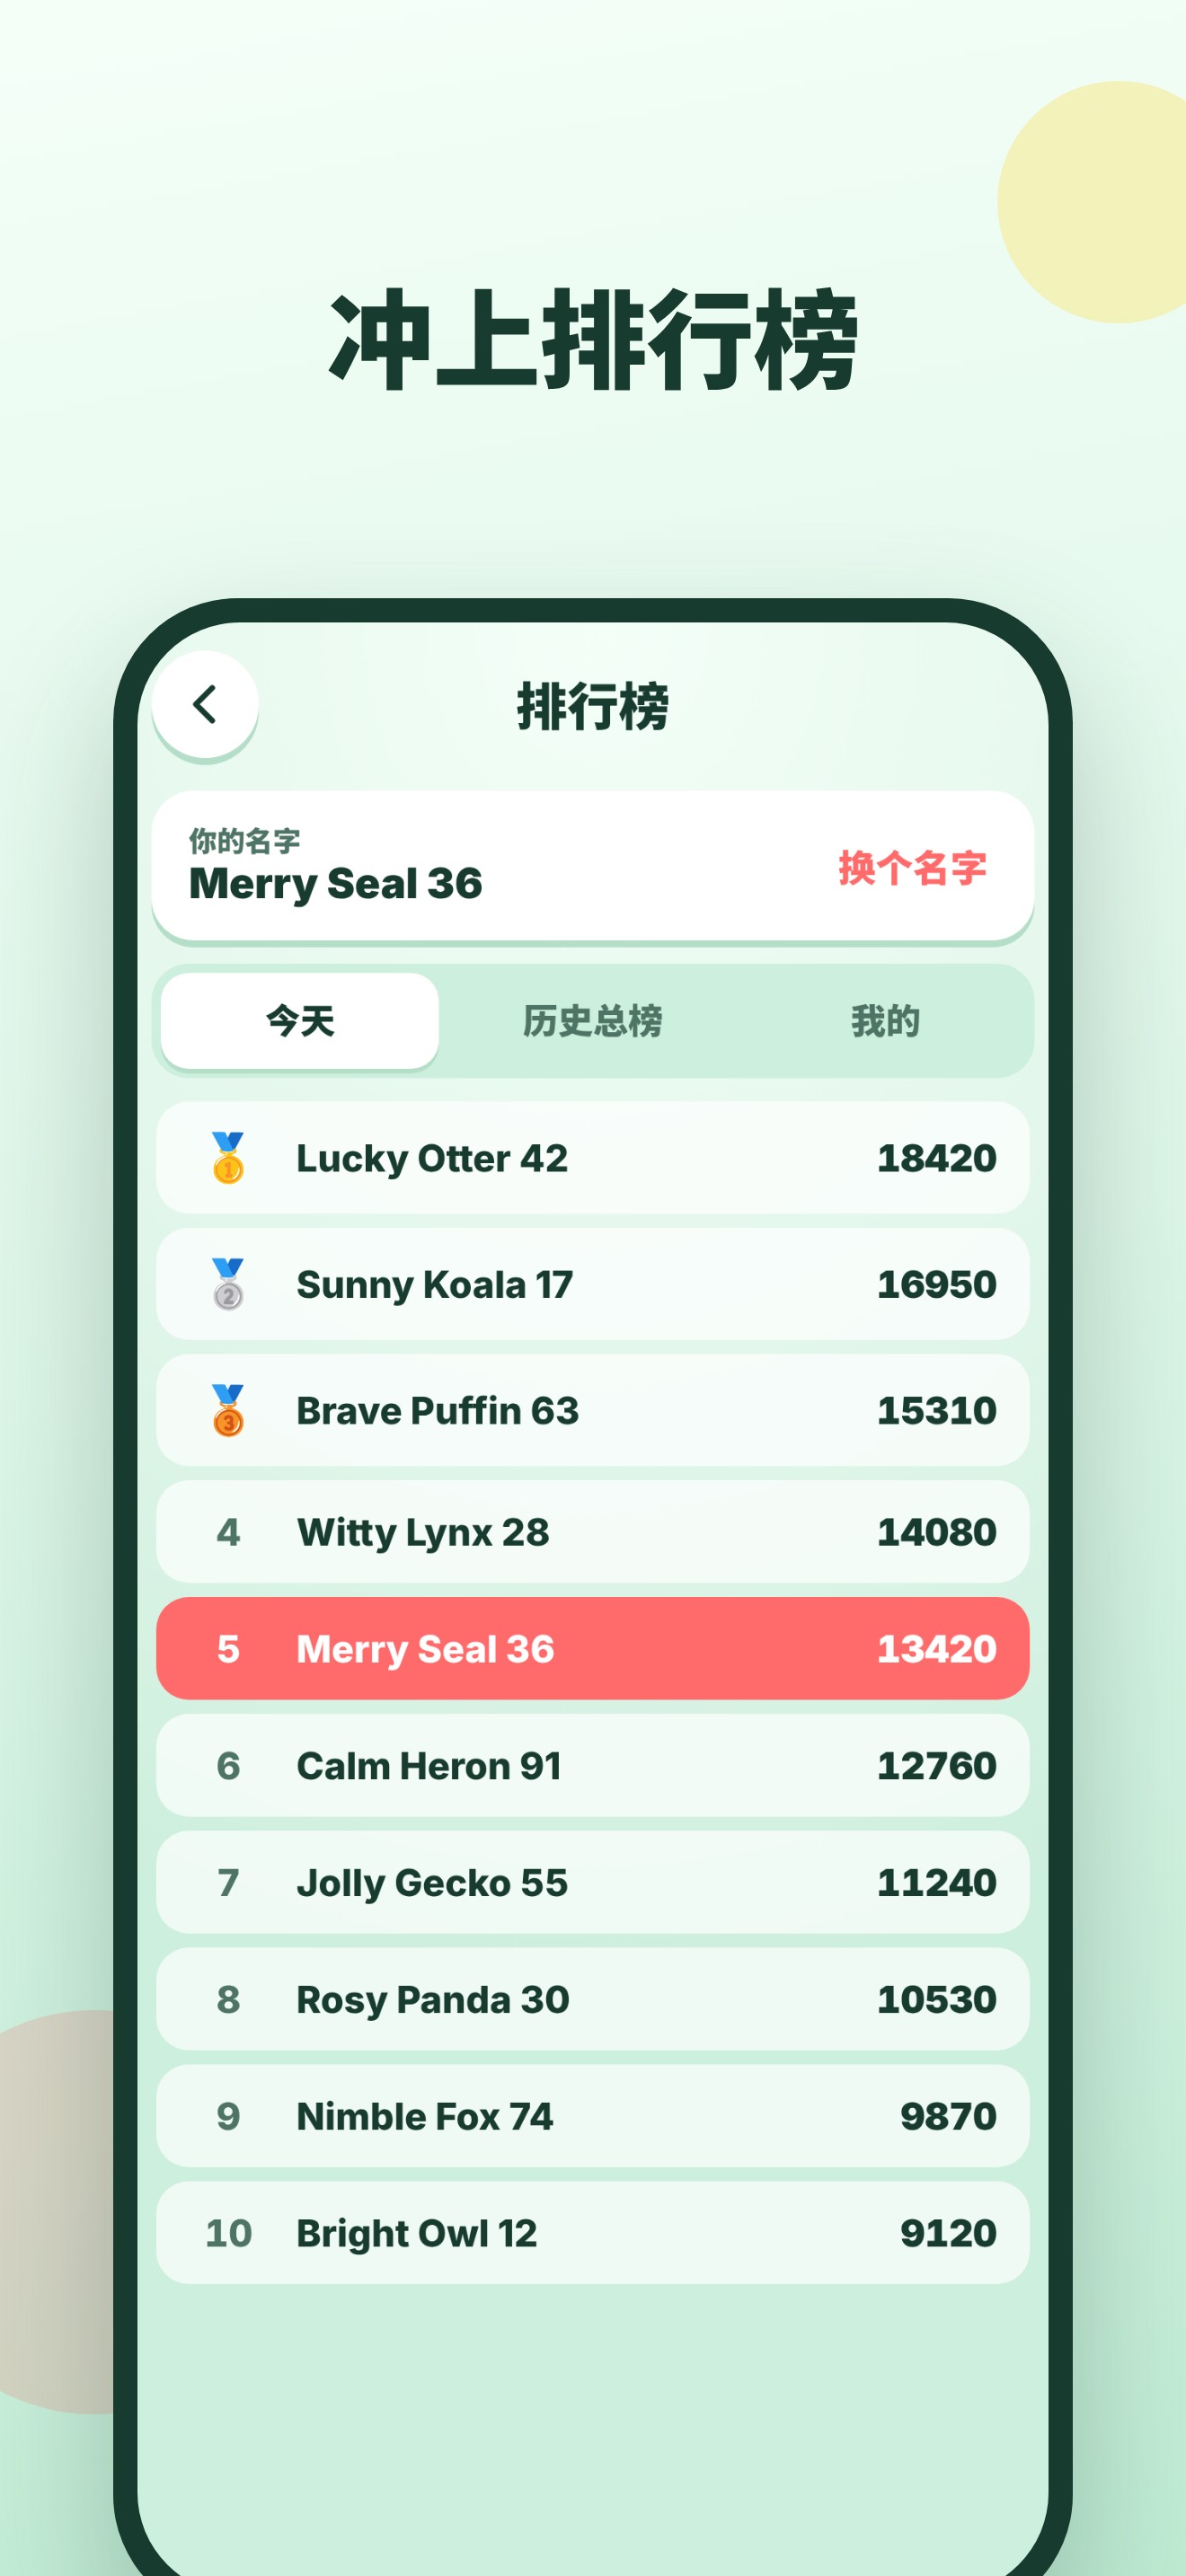 冲上排行榜
排行榜
你的名字
Merry Seal 36
换个名字
今天 历史总榜 我的
1 Lucky Otter 42 18420
2 Sunny Koala 17 16950
3 Brave Puffin 63 15310
4 Witty Lynx 28 14080
5 Merry Seal 36 13420
6 Calm Heron 91 12760
7 Jolly Gecko 55 11240
8 Rosy Panda 30 10530
9 Nimble Fox 74 9870
10 Bright Owl 12 9120